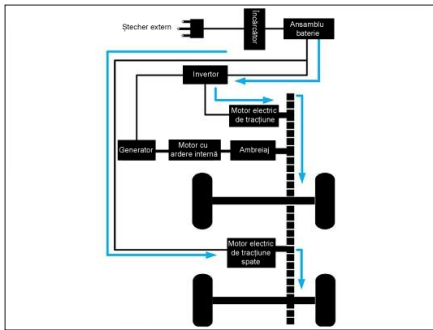 Ștecher extern
Încărcător
Ansamblu
baterie
Invertor
Motor electric
de tracțiune
Generator
Motor cu
ardere internă
Ambreiaj
Motor electric
de tracțiune
spate